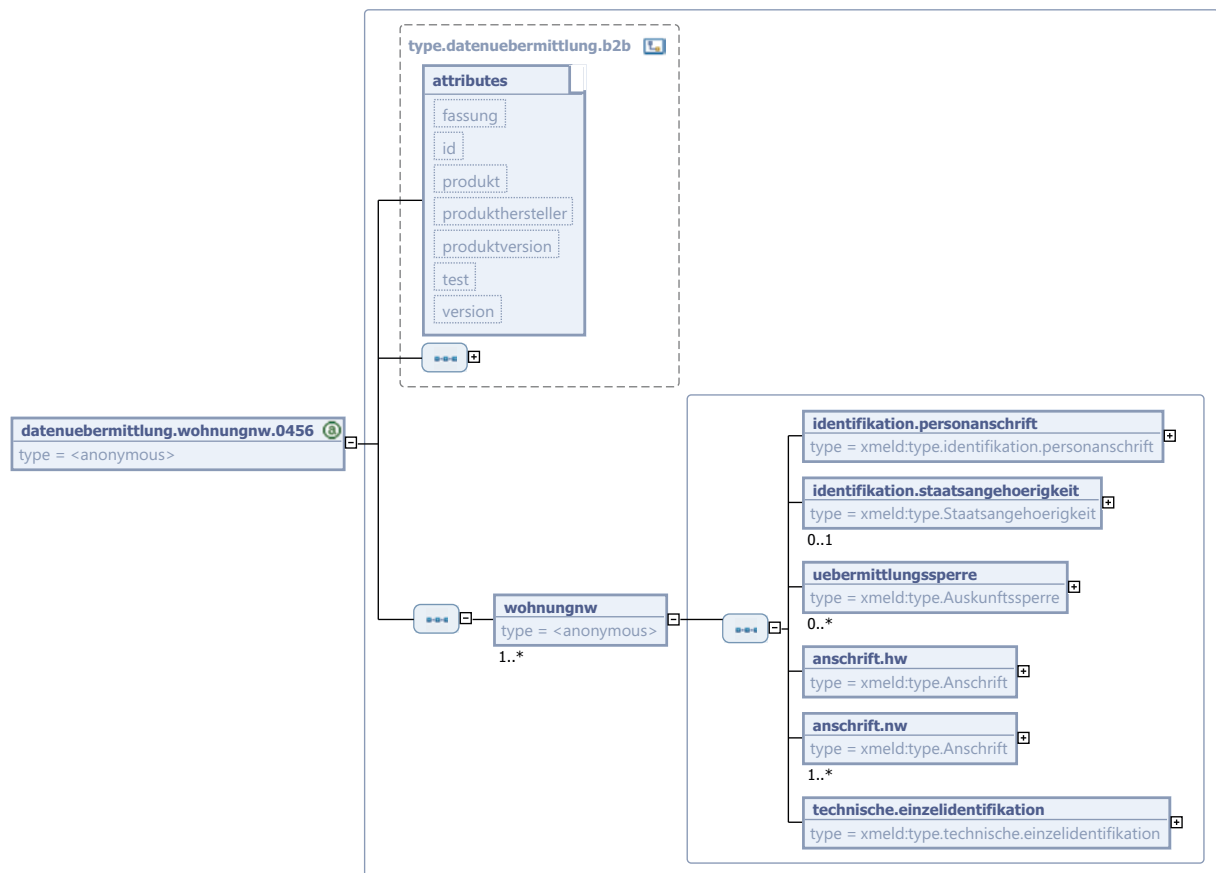 type.datenuebermittlung.b2b
attributes
fassung
id
produkt
produkthersteller
produktversion
test
version
datenuebermittlung.wohnungnw.0456 a
type = <anonymous>
wohnungnw
type = <anonymous>
1..*
identifikation.personanschrift
type = xmeld:type.identifikation.personanschrift
identifikation.staatsangehoerigkeit
type = xmeld:type.Staatsangehoerigkeit
0..1
uebermittlungssperre
type = xmeld:type.Auskunftssperre
0..*
anschrift.hw
type = xmeld:type.Anschrift
anschrift.nw
type = xmeld:type.Anschrift
1..*
technische.einzelidentifikation
type = xmeld:type.technische.einzelidentifikation